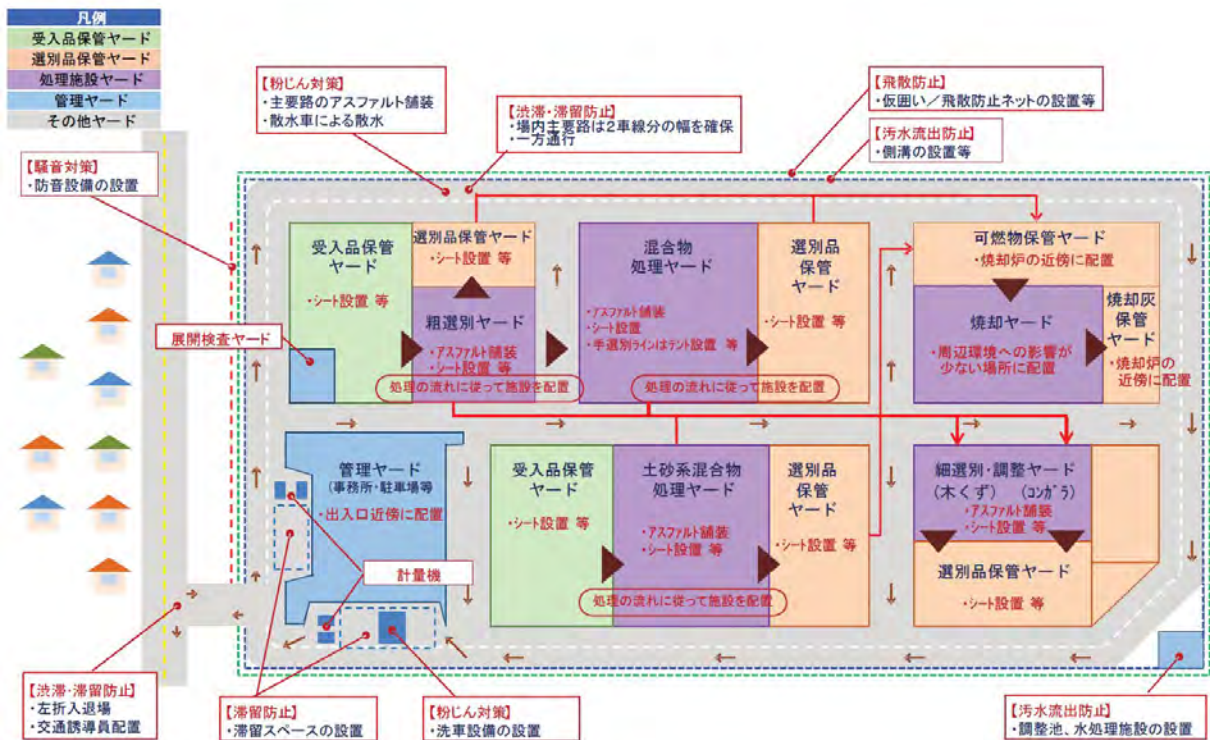 凡例
受入品保管ヤード
選別品保管ヤード
処理施設ヤード
管理ヤード
その他ヤード
【粉じん対策】
・主要路のアスファルト舗装
・散水車による散水
【渋滞・滞留防止】
・場内主要路は2車線分の幅を確保
・一方通行
【飛散防止】
・仮囲い／飛散防止ネットの設置等
【汚水流出防止】
・側溝の設置等
【騒音対策】
・防音設備の設置
受入品保管
ヤード
・シート設置 等
展開検査ヤード
選別品保管ヤード
・シート設置 等
粗選別ヤード
・アスファルト舗装
・シート設置 等
処理の流れに従って施設を配置
混合物
処理ヤード
・アスファルト舗装
・シート設置
・手選別ラインはテント設置 等
選別品
保管
ヤード
・シート設置 等
処理の流れに従って施設を配置
可燃物保管ヤード
・焼却炉の近傍に配置
焼却ヤード
・周辺環境への影響が
少ない場所に配置
焼却灰
保管
ヤード
・焼却炉の
近傍に配置
管理ヤード
(事務所・駐車場等
・出入口近傍に配置
計量機
受入品保管
ヤード
・シート設置 等
土砂系混合物
処理ヤード
・アスファルト舗装
・シート設置 等
選別品
保管
ヤード
・シート設置 等
処理の流れに従って施設を配置
細選別・調整ヤード
(木くず) (コンガラ)
・アスファルト舗装
・シート設置 等
選別品保管ヤード
・シート設置 等
【渋滞・滞留防止】
・左折入退場
・交通誘導員配置
【滞留防止】
・滞留スペースの設置
【粉じん対策】
・洗車設備の設置
【汚水流出防止】
・調整池、水処理施設の設置